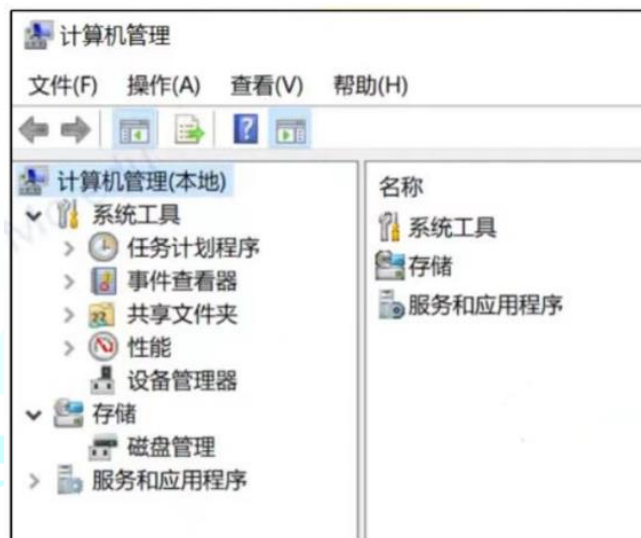 计算机管理
文件(F) 操作(A) 查看(V) 帮助(H)
计算机管理(本地)
系统工具
任务计划程序
事件查看器
共享文件夹
性能
设备管理器
存储
磁盘管理
服务和应用程序
名称
系统工具
存储
服务和应用程序